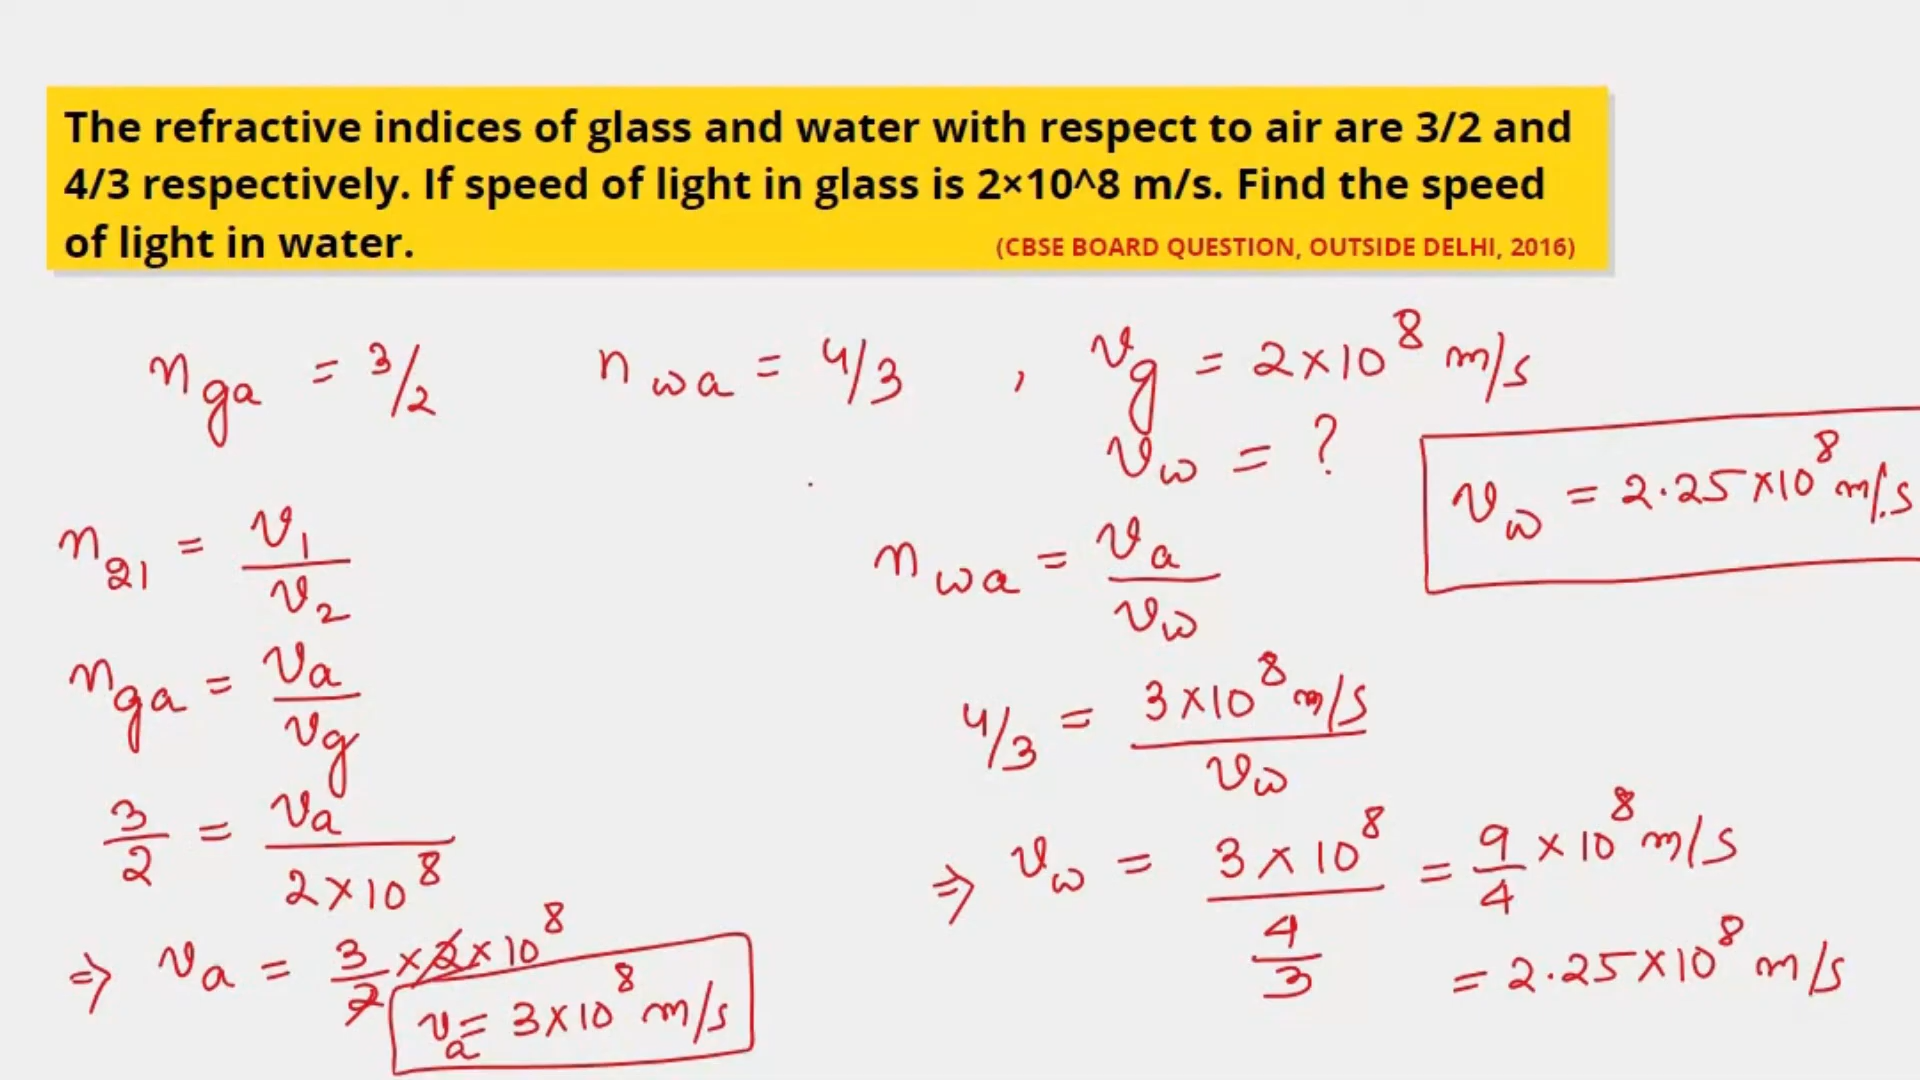 The refractive indices of glass and water with respect to air are 3/2 and
4/3 respectively. If speed of light in glass is 2×10^8 m/s. Find the speed
of light in water.
(CBSE BOARD QUESTION, OUTSIDE DELHI, 2016)
n_ga = 3/2
n_wa = 4/3 , v_g = 2×10^8 m/s
v_w = ?
v_w = 2.25×10^8 m/s
n_21 = v_1/v_2
n_ga = v_a/v_g
3/2 = v_a/2×10^8
⇒ v_a = 3/2 × 2 × 10^8
v_a = 3×10^8 m/s
n_wa = v_a/v_w
4/3 = 3×10^8 m/s / v_w
⇒ v_w = 3×10^8 / 4/3 = 9/4 × 10^8 m/s
= 2.25×10^8 m/s